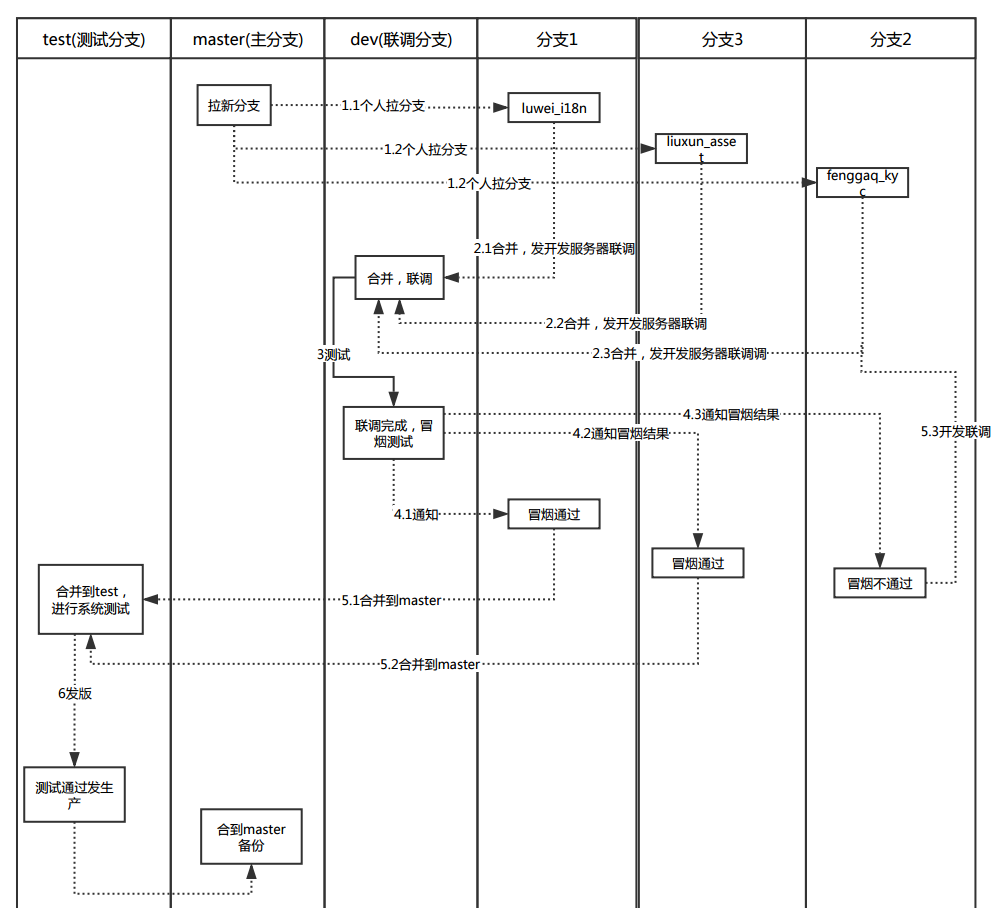 test(测试分支)
master(主分支)
dev(联调分支)
分支1
分支3
分支2
拉新分支
1.1个人拉分支
luwei_i18n
1.2个人拉分支
liuxun_asse
t
1.2个人拉分支
fenggaq_ky
c
2.1合并，发开发服务器联调
合并，联调
2.2合并，发开发服务器联调
3测试
2.3合并，发开发服务器联调调
联调完成，冒
烟测试
4.3通知冒烟结果
4.2通知冒烟结果
5.3开发联调
4.1通知
冒烟通过
冒烟通过
冒烟不通过
合并到test，
进行系统测试
5.1合并到master
5.2合并到master
6发版
测试通过发生
产
合到master
备份